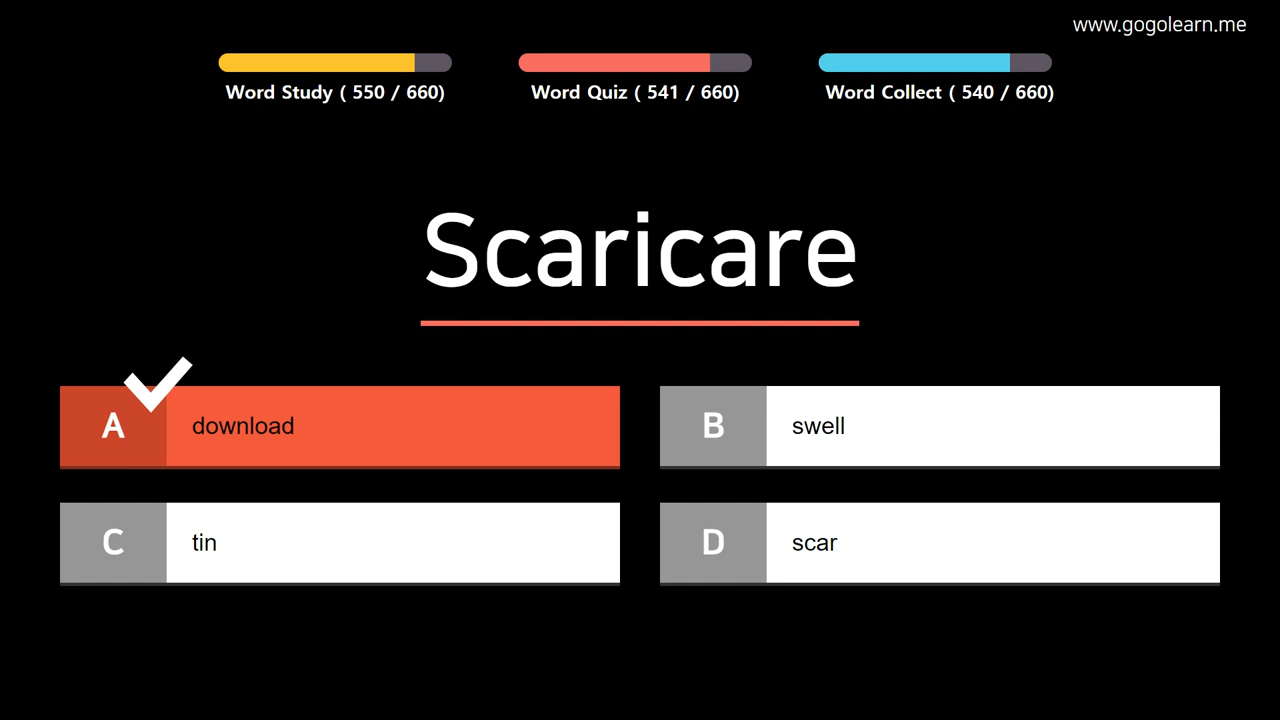 www.gogolearn.me
Word Study ( 550 / 660)
Word Quiz ( 541 / 660)
Word Collect ( 540 / 660)
Scaricare
A download
B swell
C tin
D scar